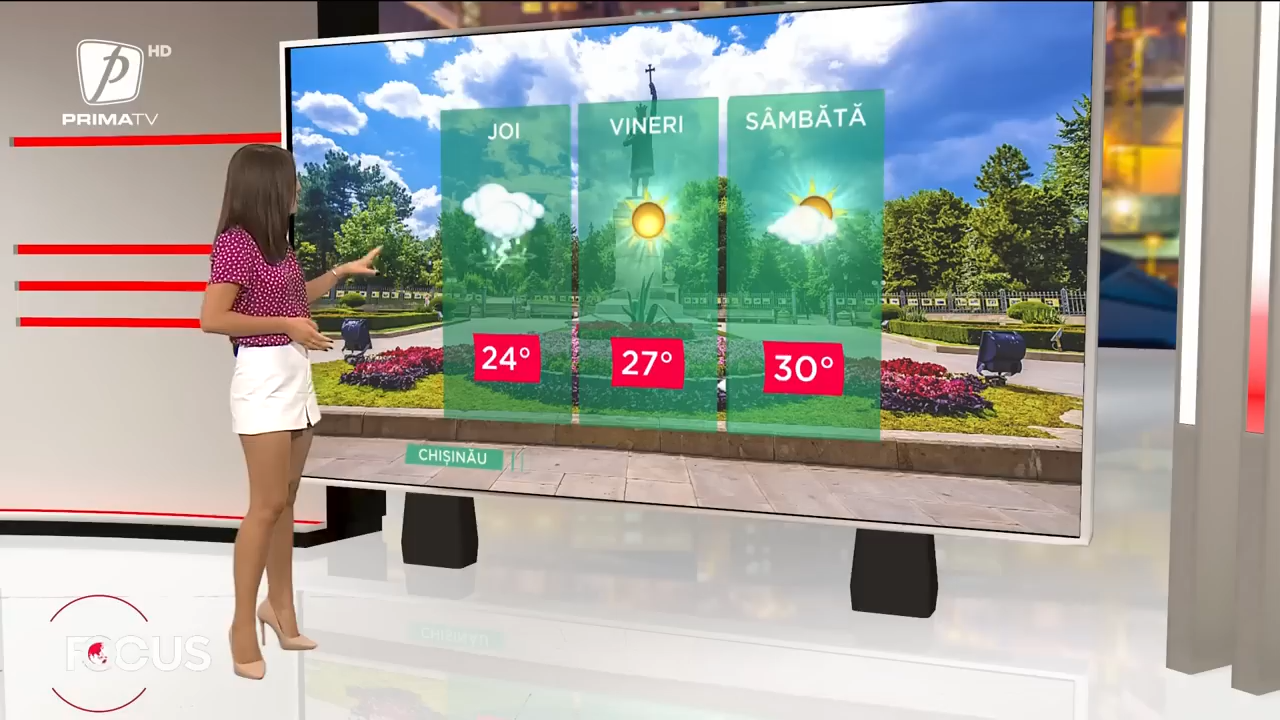 HD
PRIMATV
JOI
VINERI
SÂMBĂTĂ
24°
27°
30°
CHIȘINĂU
FOCUS